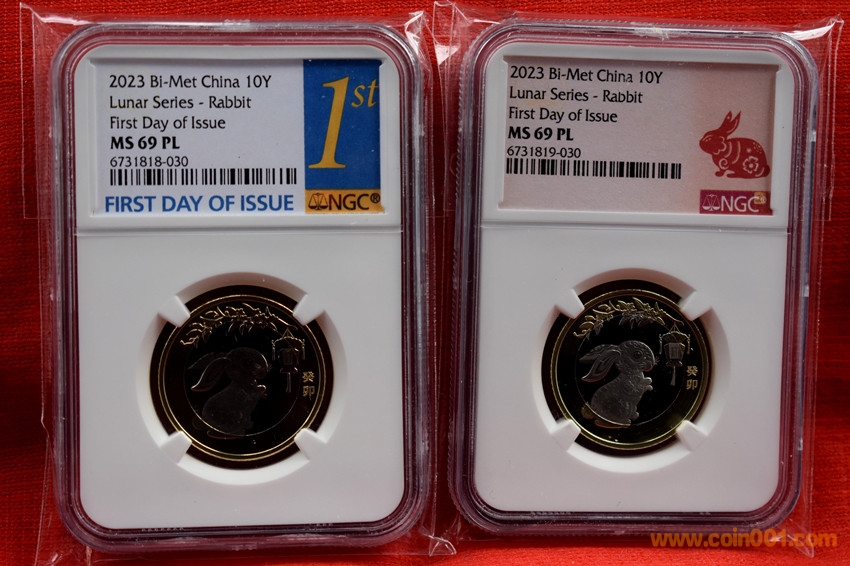 2023 Bi-Met China 10Y
Lunar Series - Rabbit
First Day of Issue
MS 69 PL
6731818-030
FIRST DAY OF ISSUE
1st
NGC®
癸卯
2023 Bi-Met China 10Y
Lunar Series - Rabbit
First Day of Issue
MS 69 PL
6731819-030
NGC
癸卯
www.coin001.com